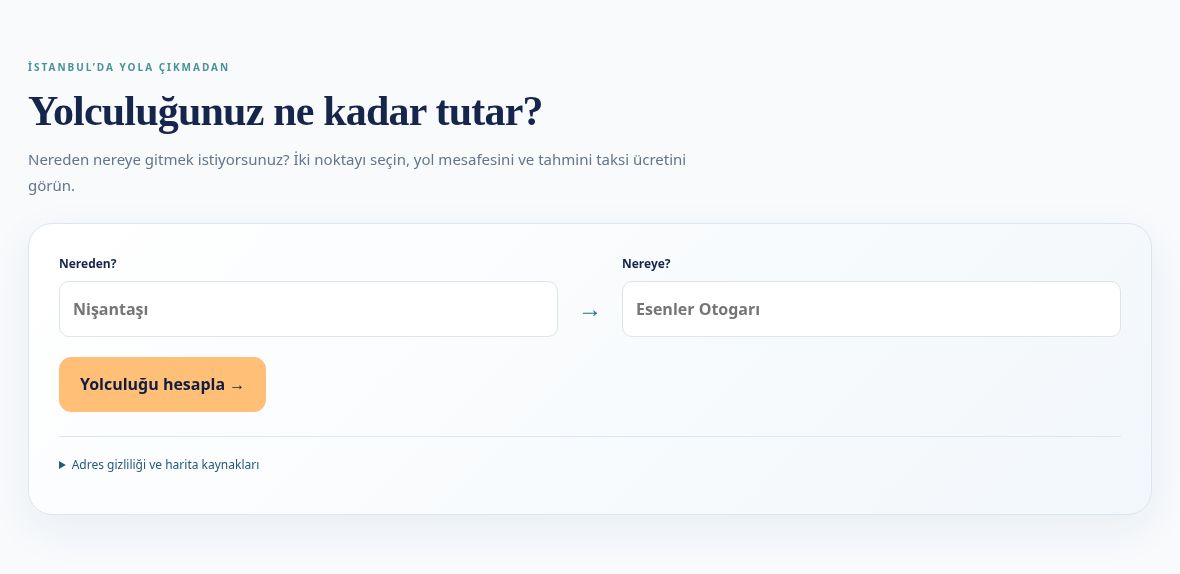 İSTANBUL'DA YOLA ÇIKMADAN
Yolculuğunuz ne kadar tutar?
Nereden nereye gitmek istiyorsunuz? İki noktayı seçin, yol mesafesini ve tahmini taksi ücretini
görün.
Nereden?
Nereye?
Nişantaşı
→
Esenler Otogarı
Yolculuğu hesapla →
Adres gizliliği ve harita kaynakları